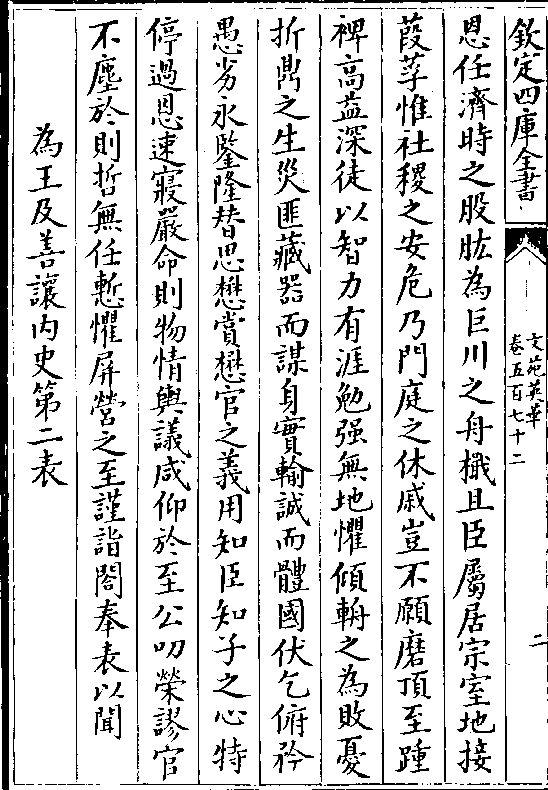 欽定四庫全書
文苑英華
卷五百七十二
二
恩任濟時之股肱為巨川之舟檝且臣屬居宗室地接
葭莩惟社稷之安危乃門庭之休戚豈不願磨頂至踵
裨高益深徒以智力有涯勉强無地懼傾輈之為敗憂
折鼎之生災匪藏器而謀身實輸誠而體國伏乞俯矜
愚劣永鑒隆替思懋賞懋官之義用知臣知子之心特
停過恩速寢嚴命則物情輿議咸仰於至公叨榮謬官
不塵於則哲無任慙懼屏營之至謹詣閤奉表以聞
為王及善讓內史第二表